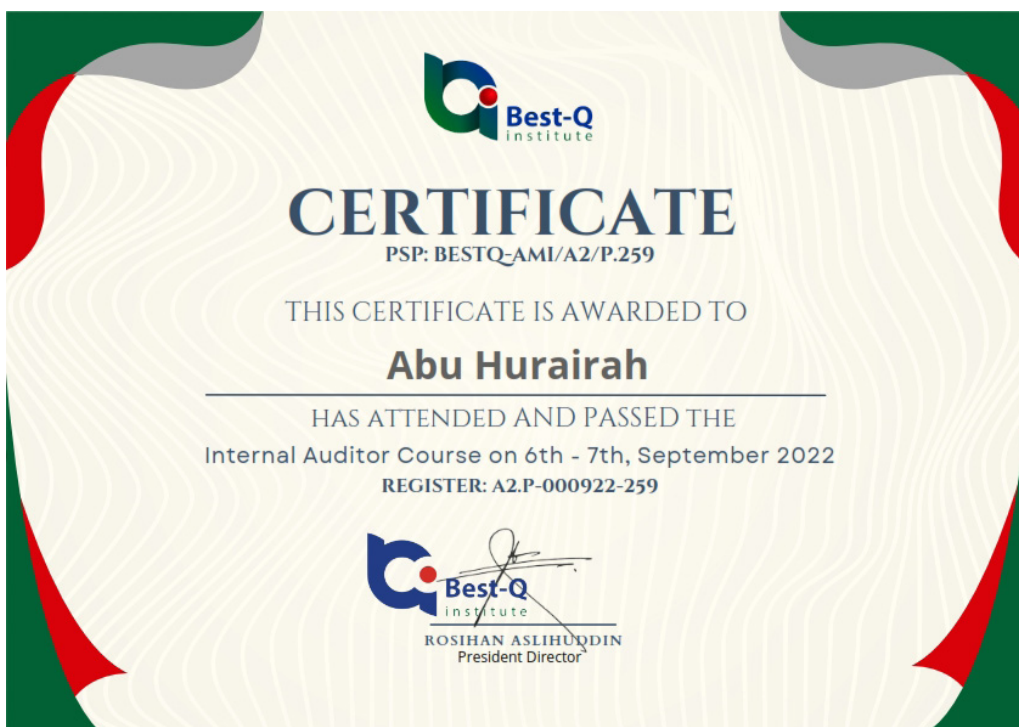 Best-Q
institute
CERTIFICATE
PSP: BESTQ-AMI/A2/P.259
THIS CERTIFICATE IS AWARDED TO
Abu Hurairah
HAS ATTENDED AND PASSED THE
Internal Auditor Course on 6th - 7th, September 2022
REGISTER: A2.P-000922-259
Best-Q
institute
ROSIHAN ASLIHUDDIN
President Director